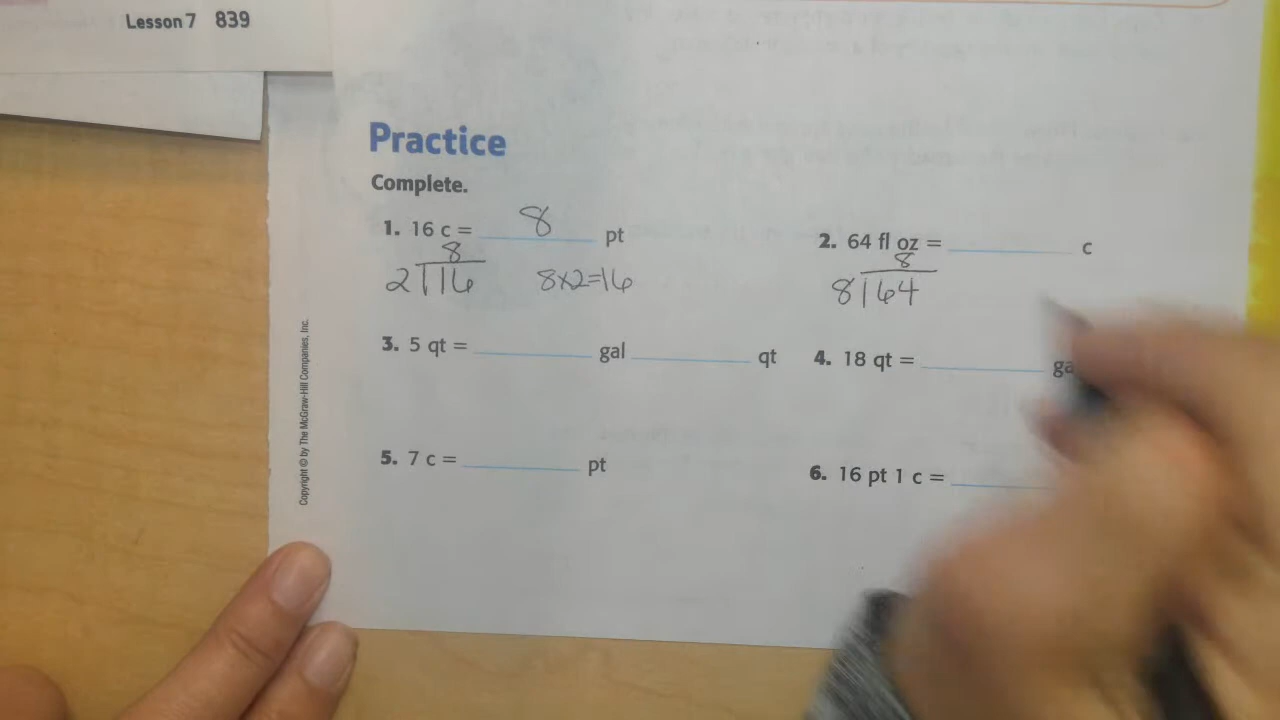 Lesson 7 839
Practice
Complete.
1. 16 c = 8 pt
8
2 16 8x2=16
2. 64 fl oz = c
8
8 64
3. 5 qt = gal qt
4. 18 qt =
5. 7 c = pt
6. 16 pt 1 c =
Copyright © by The McGraw-Hill Companies, Inc.